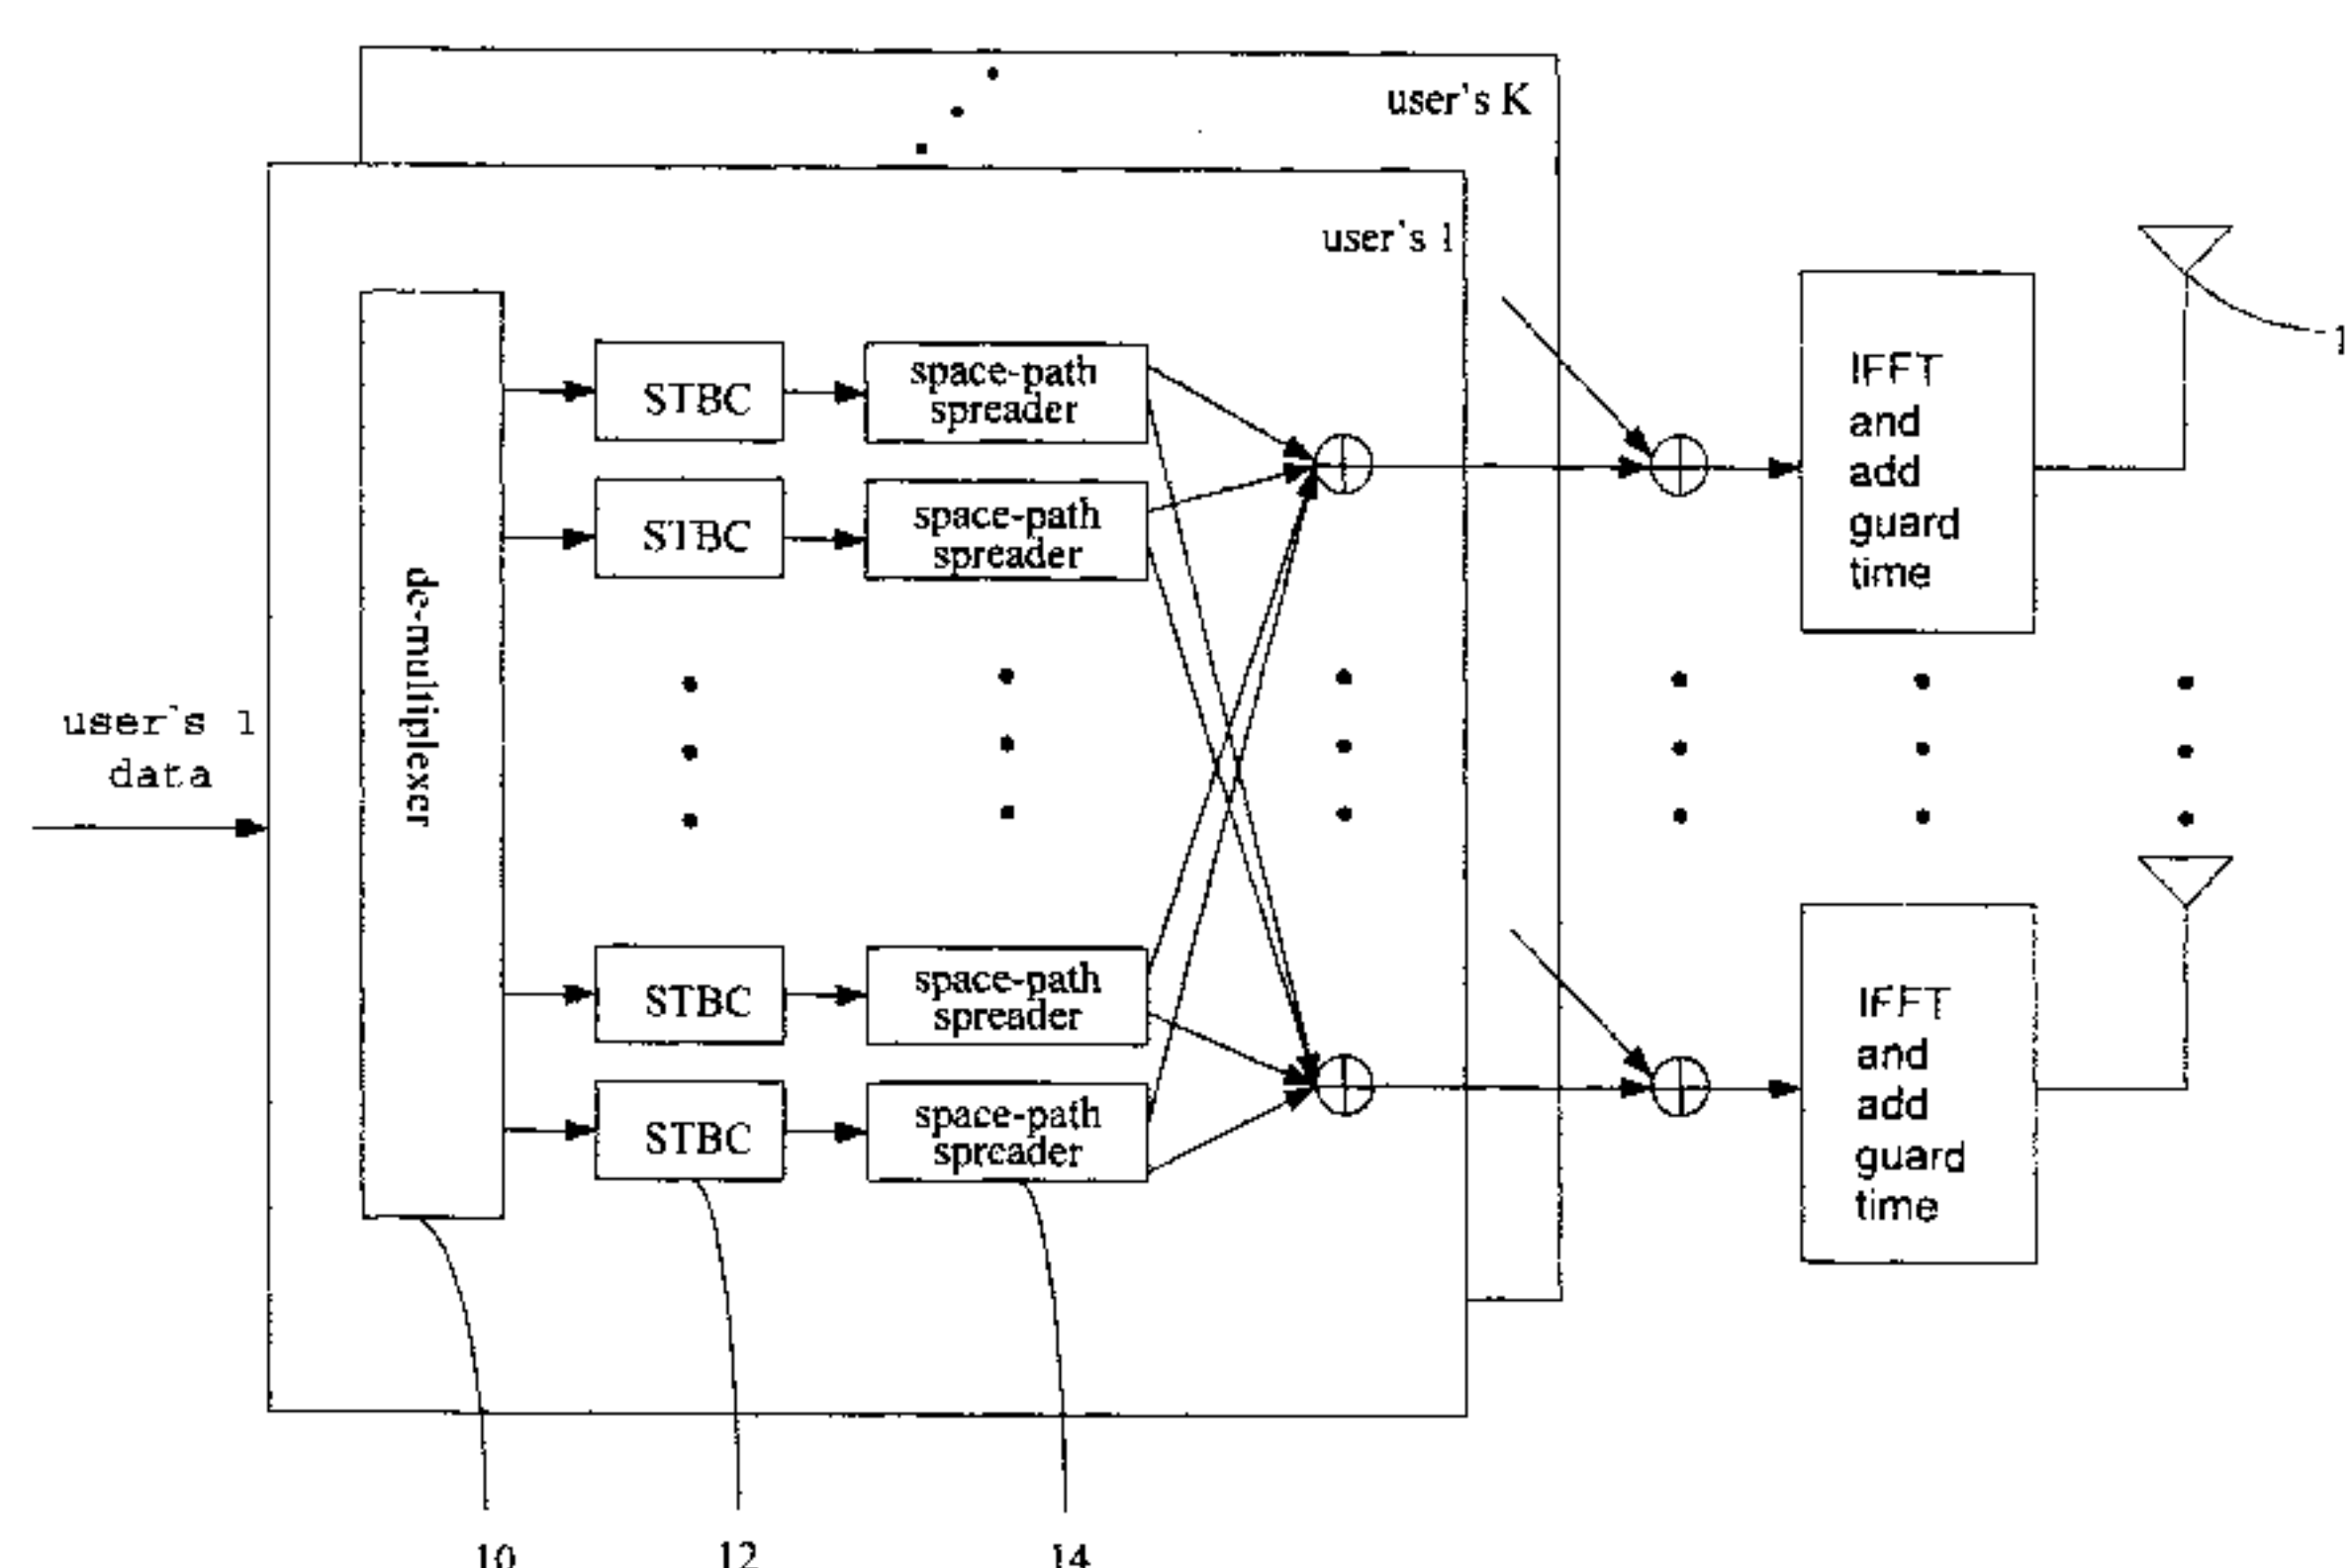 user's K
user's 1
STBC
space-path
spreader
STBC
space-path
spreader
de-multiplexer
user's 1
data
STBC
space-path
spreader
STBC
space-path
spreader
IFFT
and
add
guard
time
IFFT
and
add
guard
time
10
12
14